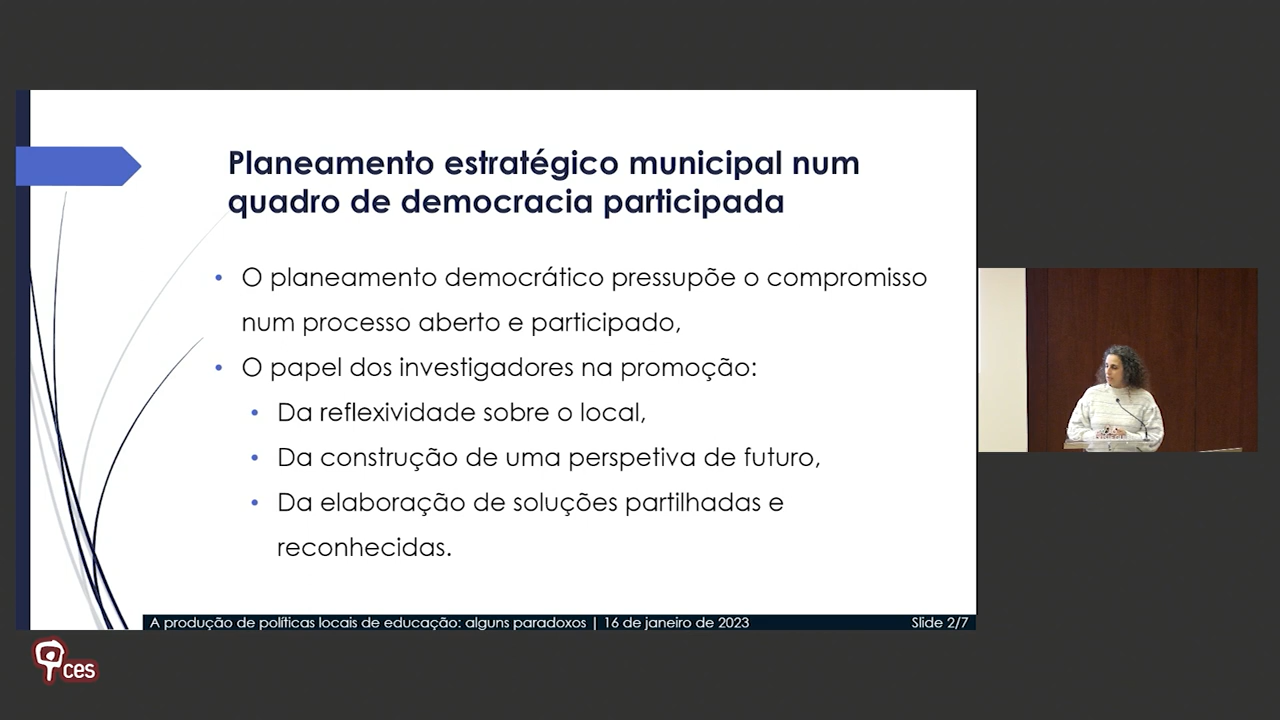 Planeamento estratégico municipal num
quadro de democracia participada
• O planeamento democrático pressupõe o compromisso
num processo aberto e participado,
• O papel dos investigadores na promoção:
• Da reflexividade sobre o local,
• Da construção de uma perspetiva de futuro,
• Da elaboração de soluções partilhadas e
reconhecidas.
A produção de políticas locais de educação: alguns paradoxos | 16 de janeiro de 2023 Slide 2/7
ces